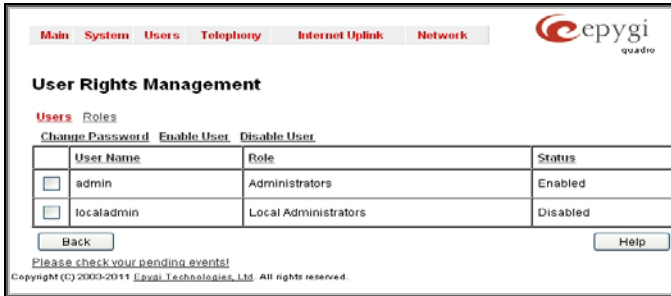 Main System Users Telephony Internet Uplink Network
epygi
quadro
User Rights Management
Users Roles
Change Password Enable User Disable User
User Name Role Status
admin Administrators Enabled
localadmin Local Administrators Disabled
Back Help
Please check your pending events!
Copyright (C) 2003-2011 Epygi Technologies, Ltd. All rights reserved.